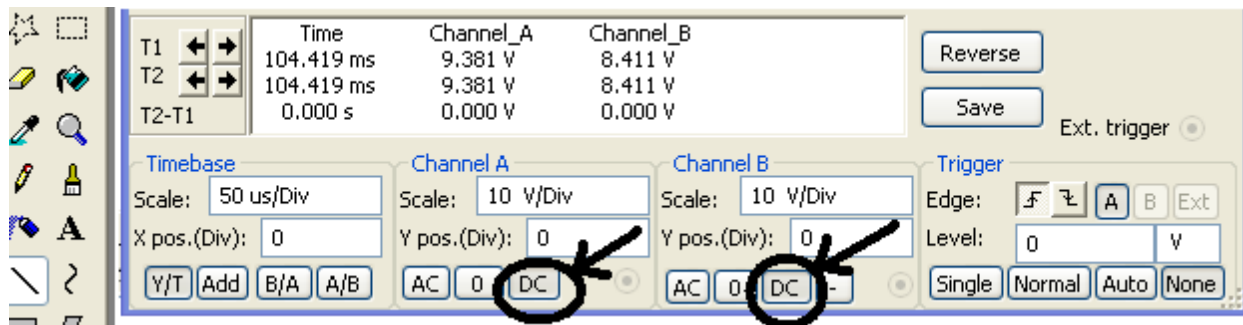 Time Channel_A Channel_B
T1 104.419 ms 9.381 V 8.411 V
T2 104.419 ms 9.381 V 8.411 V
T2-T1 0.000 s 0.000 V 0.000 V
Reverse
Save
Ext. trigger
Timebase
Scale: 50 us/Div
X pos.(Div): 0
Y/T Add B/A A/B
Channel A
Scale: 10 V/Div
Y pos.(Div): 0
AC 0 DC
Channel B
Scale: 10 V/Div
Y pos.(Div): 0
AC 0 DC -
Trigger
Edge: A B Ext
Level: 0 V
Single Normal Auto None
A